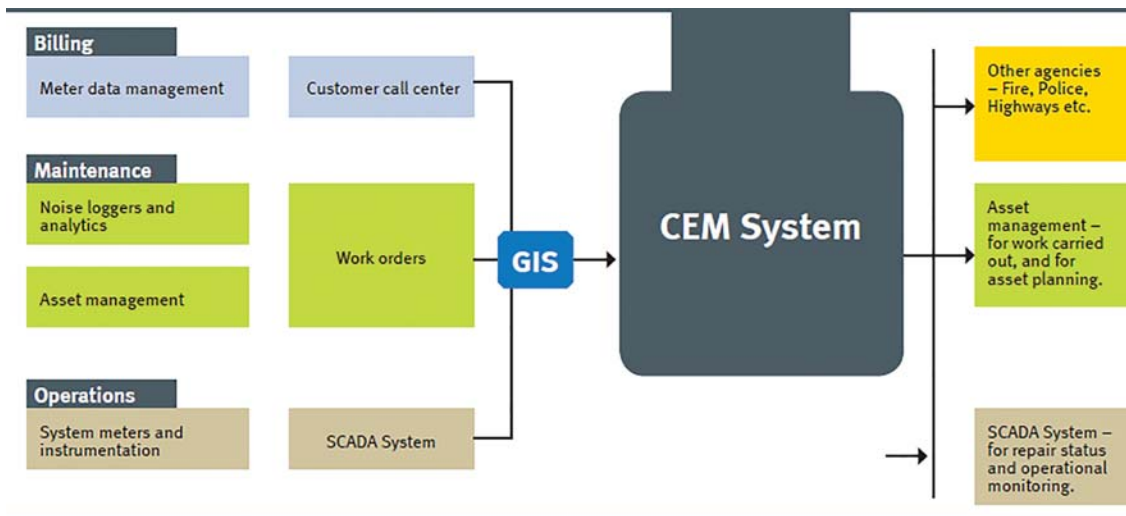 Billing
Meter data management
Customer call center
Maintenance
Noise loggers and
analytics
Asset management
Work orders
Operations
System meters and
instrumentation
SCADA System
GIS
CEM System
Other agencies
– Fire, Police,
Highways etc.
Asset
management –
for work carried
out, and for
asset planning.
SCADA System –
for repair status
and operational
monitoring.